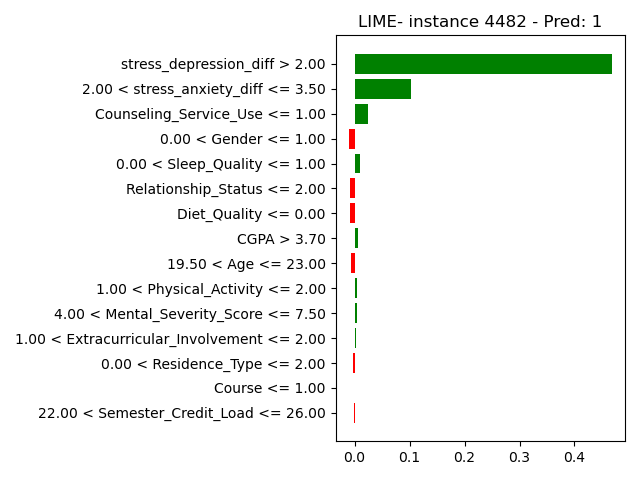 LIME- instance 4482 - Pred: 1
stress_depression_diff > 2.00
2.00 < stress_anxiety_diff <= 3.50
Counseling_Service_Use <= 1.00
0.00 < Gender <= 1.00
0.00 < Sleep_Quality <= 1.00
Relationship_Status <= 2.00
Diet_Quality <= 0.00
CGPA > 3.70
19.50 < Age <= 23.00
1.00 < Physical_Activity <= 2.00
4.00 < Mental_Severity_Score <= 7.50
1.00 < Extracurricular_Involvement <= 2.00
0.00 < Residence_Type <= 2.00
Course <= 1.00
22.00 < Semester_Credit_Load <= 26.00
0.0 0.1 0.2 0.3 0.4